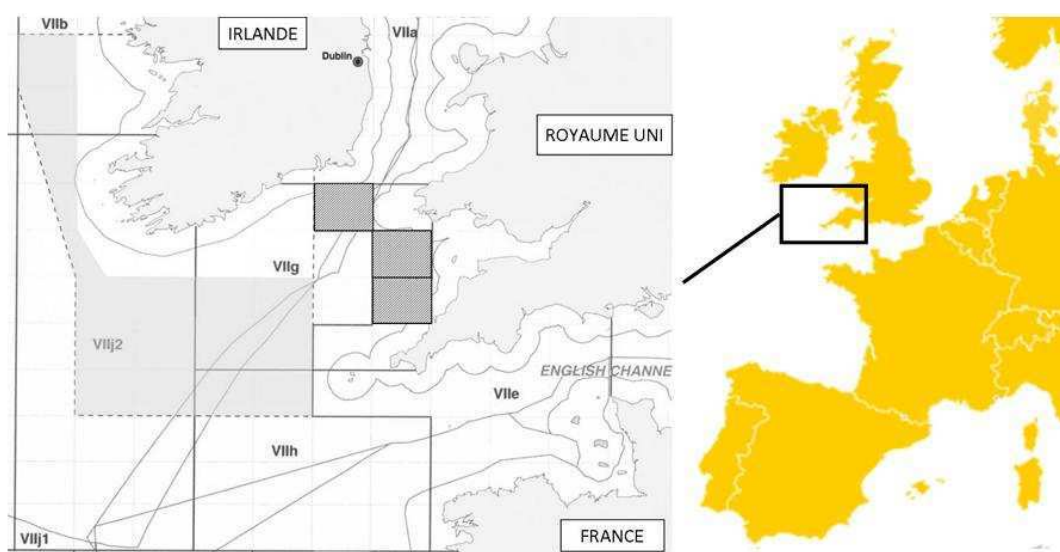 VIIb
IRLANDE
VIIa
Dublin
ROYAUME UNI
VIIg
VIIj2
ENGLISH CHANNE
VIIe
VIIh
VIIj1
FRANCE